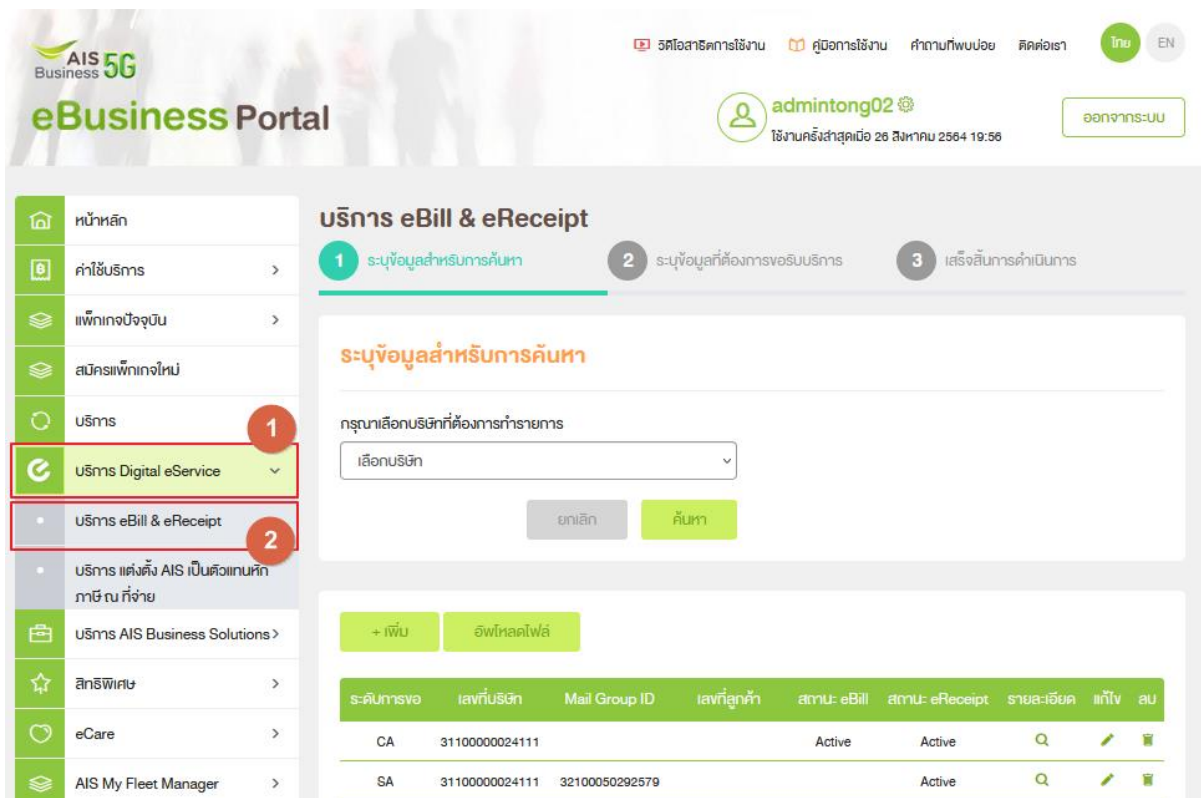 AIS 5G
Business
eBusiness Portal
วิดีโอสาธิตการใช้งาน
คู่มือการใช้งาน
คำถามที่พบบ่อย
ติดต่อเรา
ไทย
EN
admintong02
ใช้งานครั้งล่าสุดเมื่อ 26 สิงหาคม 2564 19:56
ออกจากระบบ
หน้าหลัก
ค่าใช้บริการ
แพ็กเกจปัจจุบัน
สมัครแพ็กเกจใหม่
บริการ
1
บริการ Digital eService
บริการ eBill & eReceipt
2
บริการ แต่งตั้ง AIS เป็นตัวแทนหัก
ภาษี ณ ที่จ่าย
บริการ AIS Business Solutions
สิทธิพิเศษ
eCare
AIS My Fleet Manager
บริการ eBill & eReceipt
1 ระบุข้อมูลสำหรับการค้นหา
2 ระบุข้อมูลที่ต้องการขอรับบริการ
3 เสร็จสิ้นการดำเนินการ
ระบุข้อมูลสำหรับการค้นหา
กรุณาเลือกบริษัทที่ต้องการทำรายการ
เลือกบริษัท
ยกเลิก ค้นหา
+ เพิ่ม อัพโหลดไฟล์
ระดับการขอ เลขที่บริษัท Mail Group ID เลขที่ลูกค้า สถานะ eBill สถานะ eReceipt รายละเอียด แก้ไข ลบ
CA 31100000024111 Active Active
SA 31100000024111 32100050292579 Active